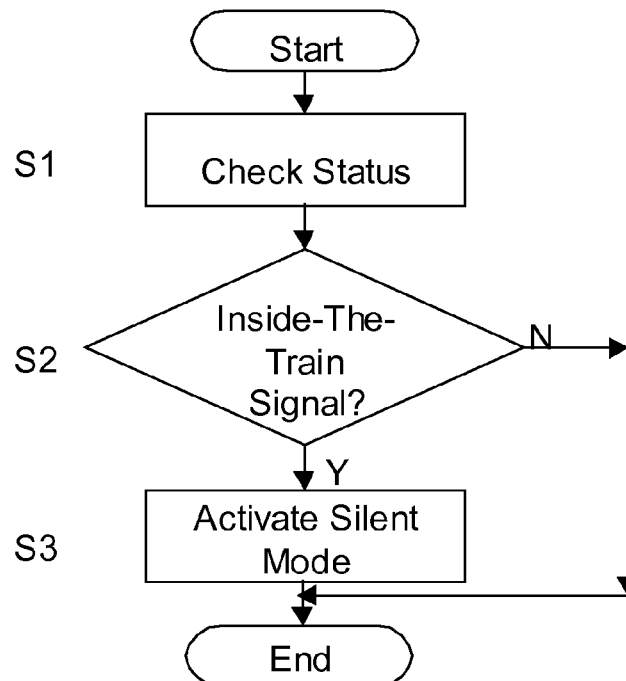 Start
S1
Check Status
S2
Inside-The-
Train
Signal?
N
Y
S3
Activate Silent
Mode
End